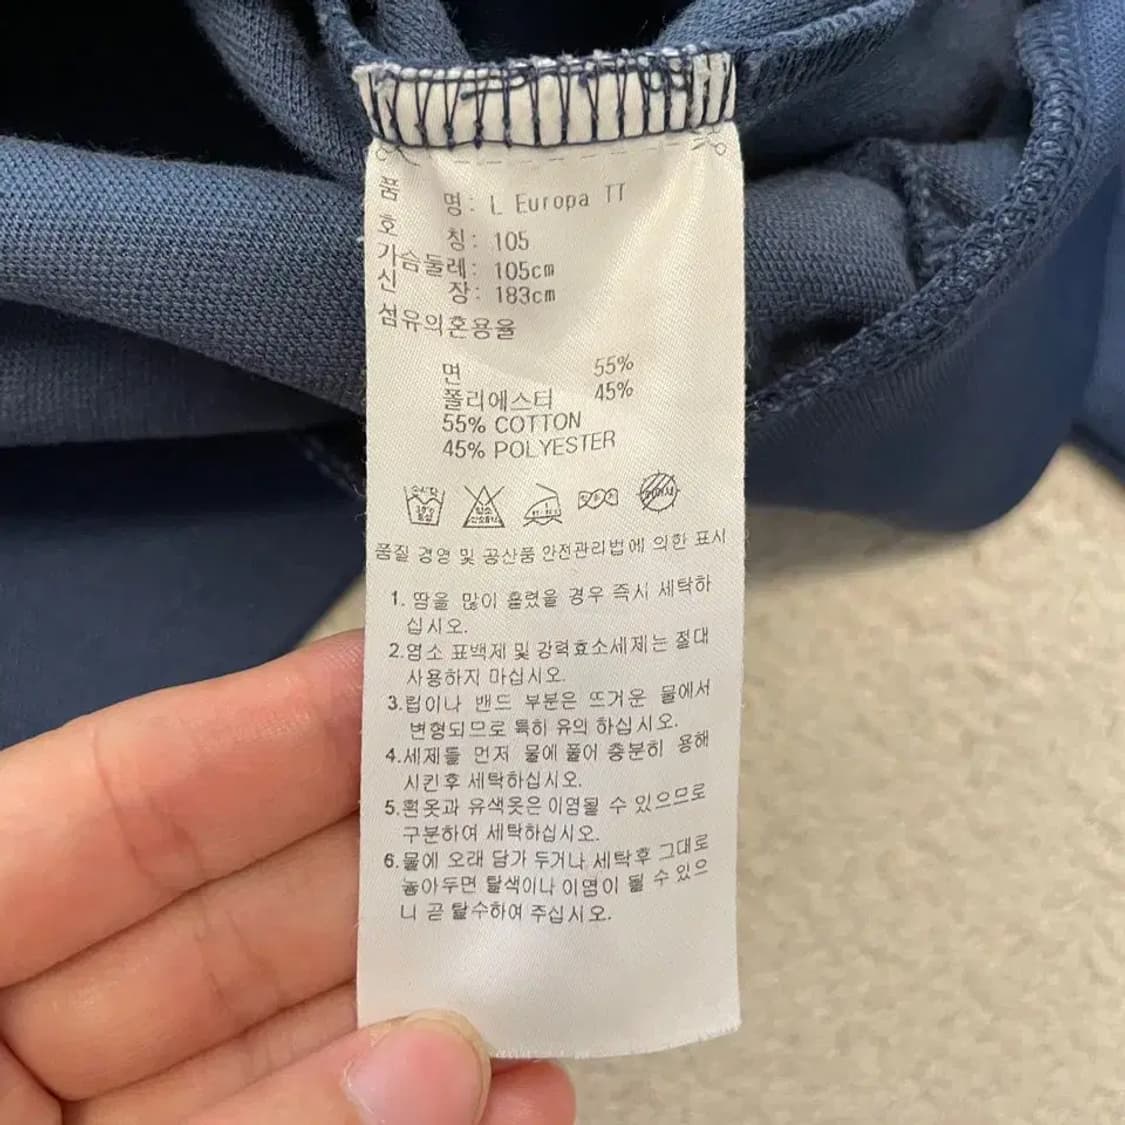 품 명: L Europa TT
호 칭: 105
가슴둘레: 105cm
신 장: 183cm
섬유의혼용율
면 55%
폴리에스터 45%
55% COTTON
45% POLYESTER
품질 경영 및 공산품 안전관리법에 의한 표시
1. 땀을 많이 흘렸을 경우 즉시 세탁하
십시오.
2.염소 표백제 및 강력효소세제는 절대
사용하지 마십시오.
3.립이나 밴드 부분은 뜨거운 물에서
변형되므로 특히 유의 하십시오.
4.세제를 먼저 물에 풀어 충분히 용해
시킨후 세탁하십시오.
5.흰옷과 유색옷은 이염될 수 있으므로
구분하여 세탁하십시오.
6.물에 오래 담가 두거나 세탁후 그대로
놓아두면 탈색이나 이염이 될 수 있으
니 곧 탈수하여 주십시오.